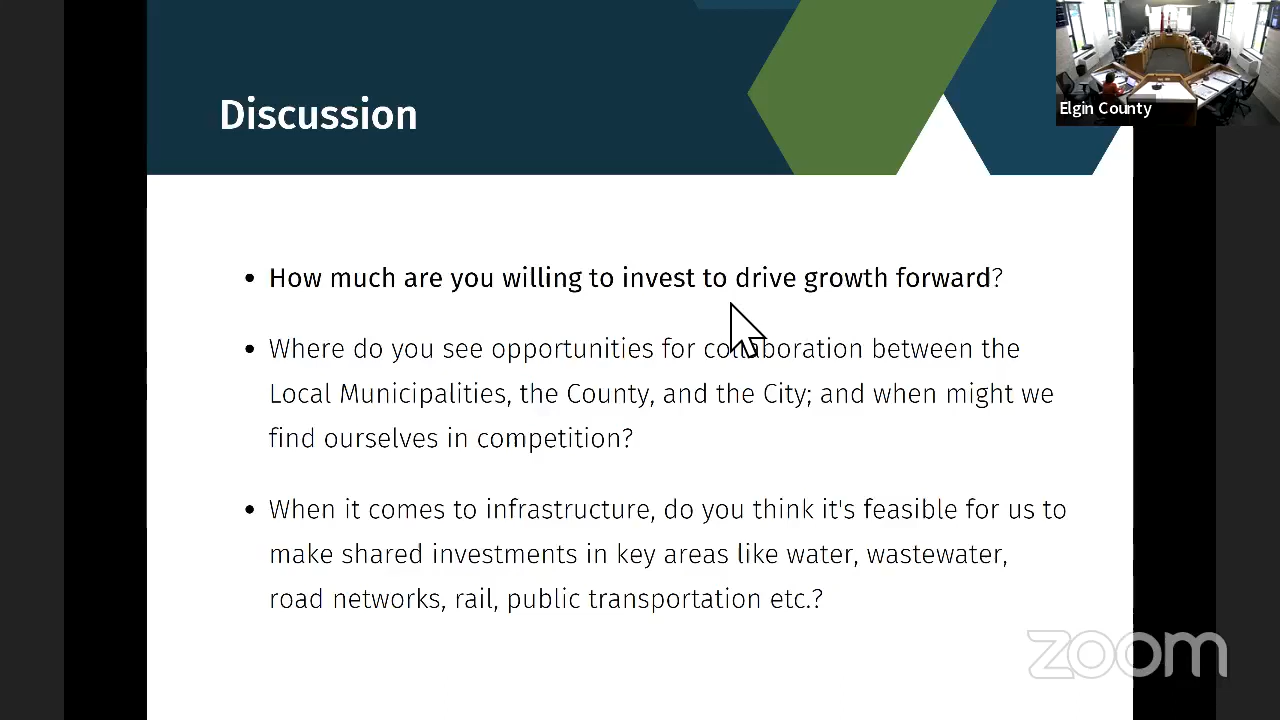 Discussion
Elgin County
• How much are you willing to invest to drive growth forward?
• Where do you see opportunities for collaboration between the
Local Municipalities, the County, and the City; and when might we
find ourselves in competition?
• When it comes to infrastructure, do you think it's feasible for us to
make shared investments in key areas like water, wastewater,
road networks, rail, public transportation etc.?
zoom